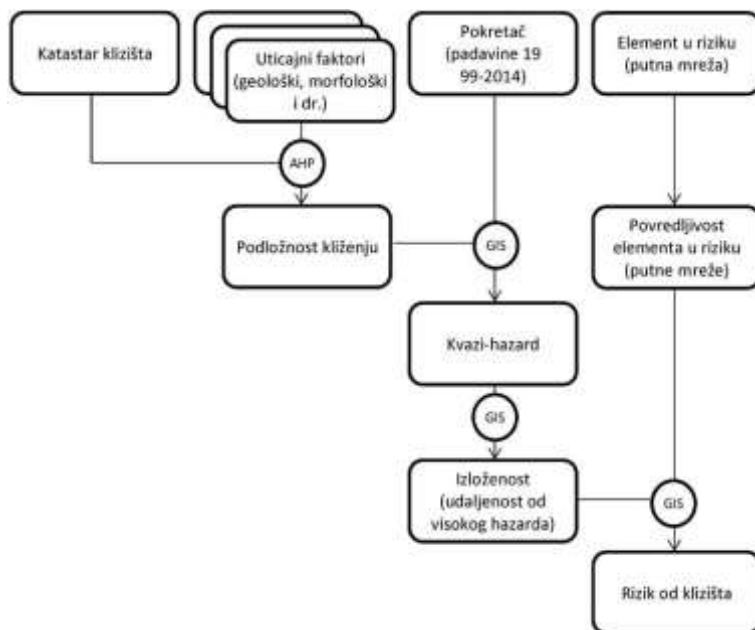 Katastar klizišta
Uticajni faktori
(geološki, morfološki
i dr.)
Pokretač
(padavine 19
99-2014)
Element u riziku
(putna mreža)
AHP
Podložnost kliženju
GIS
Povredljivost
elementa u riziku
(putne mreže)
Kvazi-hazard
GIS
Izloženost
(udaljenost od
visokog hazarda)
GIS
Rizik od klizišta